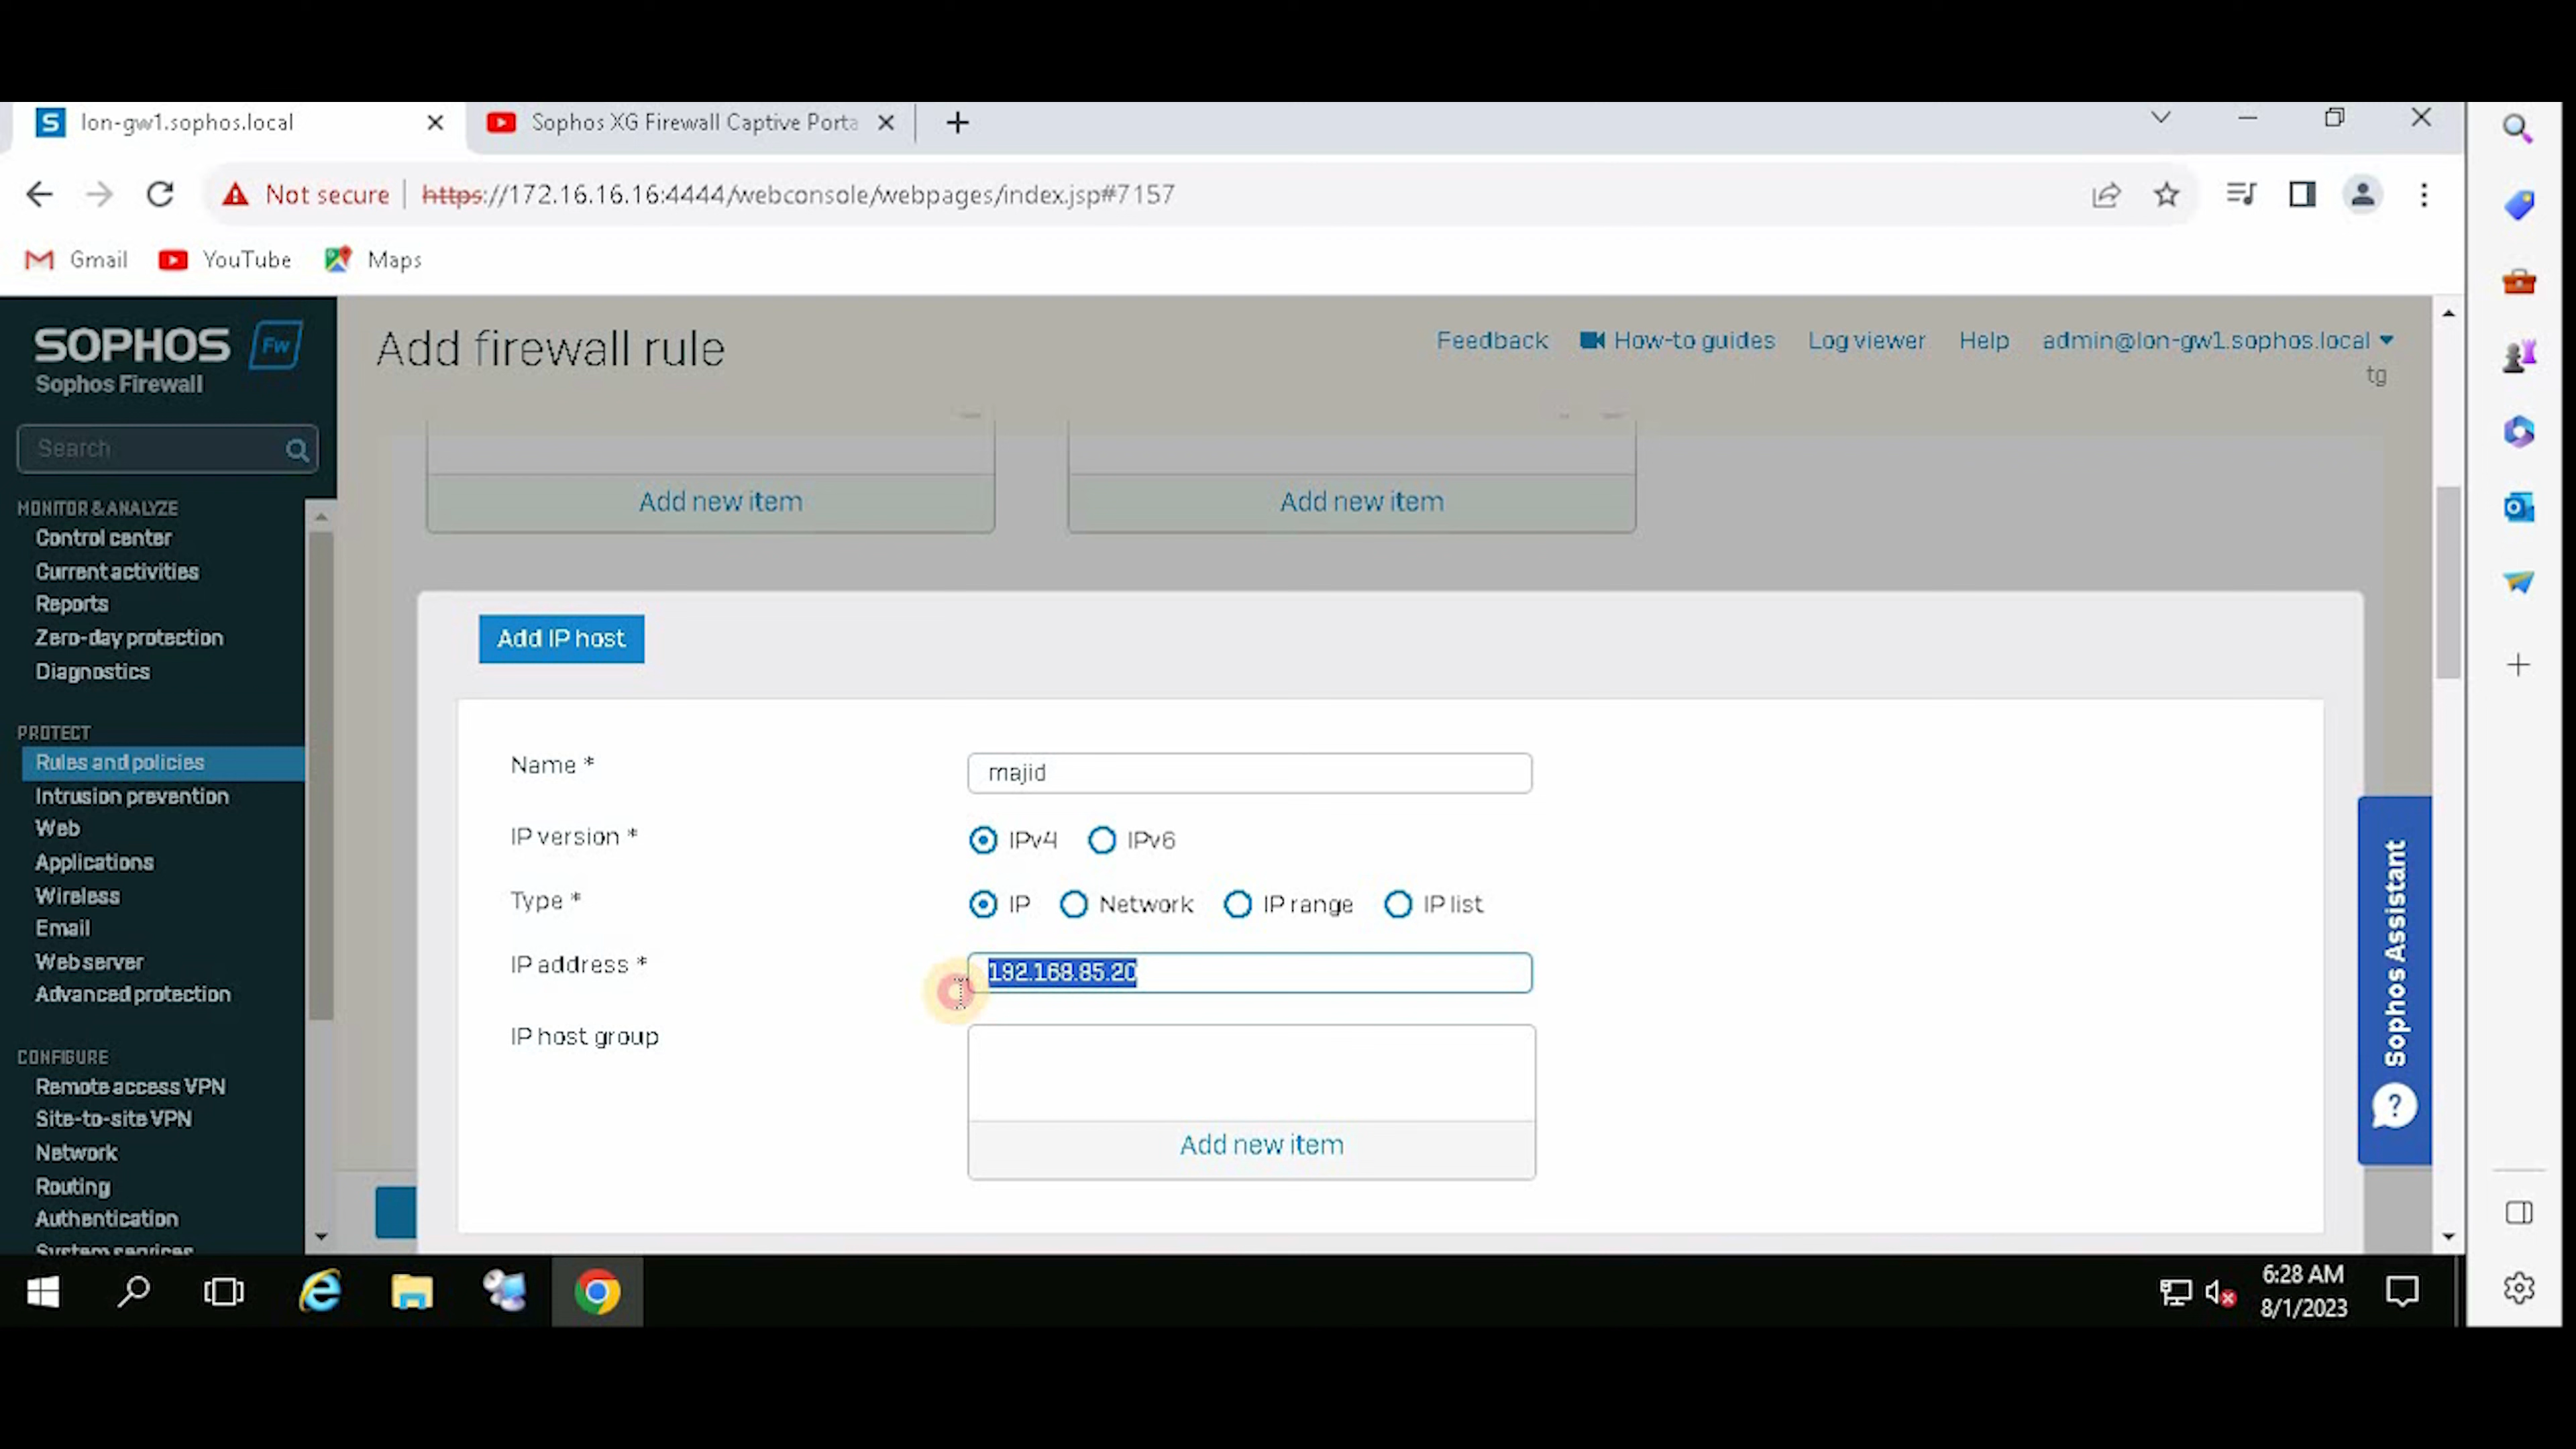 lon-gw1.sophos.local
Sophos XG Firewall Captive Porta
Not secure
https://172.16.16.16:4444/webconsole/webpages/index.jsp#7157
Gmail
YouTube
Maps
SOPHOS
Fw
Sophos Firewall
Add firewall rule
Feedback
How-to guides
Log viewer
Help
admin@lon-gw1.sophos.local
tg
Search
MONITOR & ANALYZE
Control center
Current activities
Reports
Zero-day protection
Diagnostics
PROTECT
Rules and policies
Intrusion prevention
Web
Applications
Wireless
Email
Web server
Advanced protection
CONFIGURE
Remote access VPN
Site-to-site VPN
Network
Routing
Authentication
System services
Add new item
Add new item
Add IP host
Name *
majid
IP version *
IPv4
IPv6
Type *
IP
Network
IP range
IP list
IP address *
192.168.85.20
IP host group
Add new item
Sophos Assistant
?
6:28 AM
8/1/2023